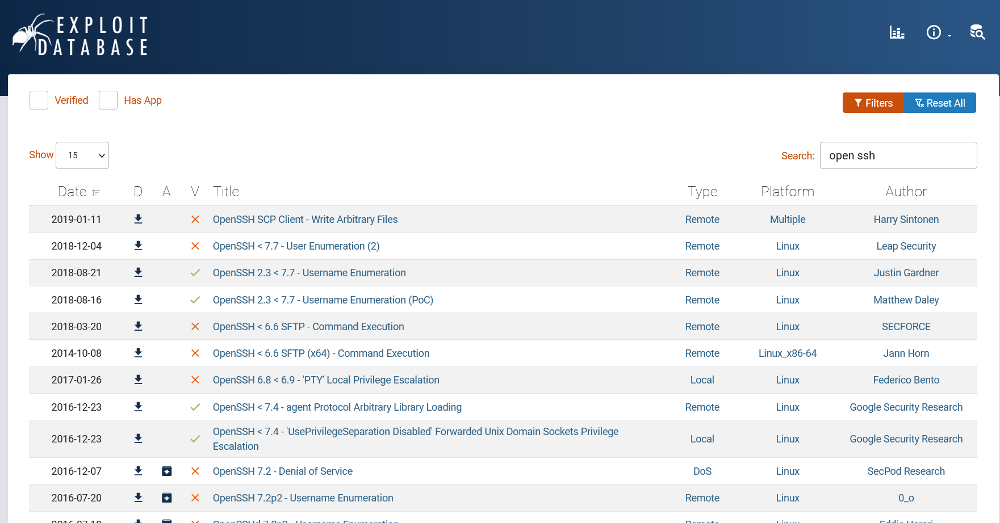 EXPLOIT
DATABASE
Verified Has App
Filters Reset All
Show 15 Search: open ssh
Date D A V Title Type Platform Author
2019-01-11 OpenSSH SCP Client - Write Arbitrary Files Remote Multiple Harry Sintonen
2018-12-04 OpenSSH < 7.7 - User Enumeration (2) Remote Linux Leap Security
2018-08-21 OpenSSH 2.3 < 7.7 - Username Enumeration Remote Linux Justin Gardner
2018-08-16 OpenSSH 2.3 < 7.7 - Username Enumeration (PoC) Remote Linux Matthew Daley
2018-03-20 OpenSSH < 6.6 SFTP - Command Execution Remote Linux SECFORCE
2014-10-08 OpenSSH < 6.6 SFTP (x64) - Command Execution Remote Linux_x86-64 Jann Horn
2017-01-26 OpenSSH 6.8 < 6.9 - 'PTY' Local Privilege Escalation Local Linux Federico Bento
2016-12-23 OpenSSH < 7.4 - agent Protocol Arbitrary Library Loading Remote Linux Google Security Research
2016-12-23 OpenSSH < 7.4 - 'UsePrivilegeSeparation Disabled' Forwarded Unix Domain Sockets Privilege
Escalation Local Linux Google Security Research
2016-12-07 OpenSSH 7.2 - Denial of Service DoS Linux SecPod Research
2016-07-20 OpenSSH 7.2p2 - Username Enumeration Remote Linux 0_o